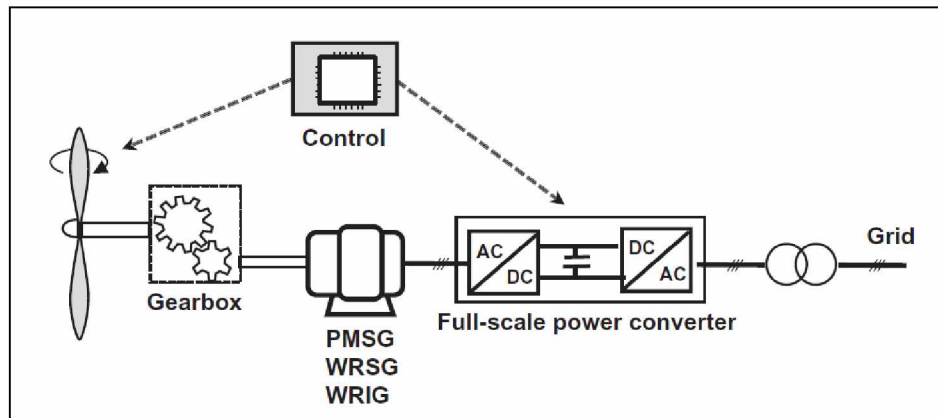 Control
Grid
AC
DC
DC
AC
Gearbox
Full-scale power converter
PMSG
WRSG
WRIG